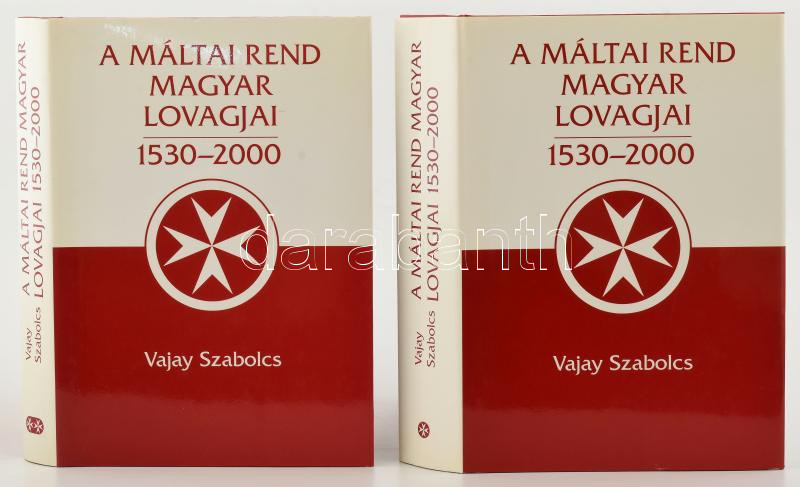 A MÁLTAI REND MAGYAR
LOVAGJAI 1530–2000
Vajay
Szabolcs
A MÁLTAI REND
MAGYAR
LOVAGJAI
1530–2000
Vajay Szabolcs
A MÁLTAI REND MAGYAR
LOVAGJAI 1530–2000
Vajay
Szabolcs
A MÁLTAI REND
MAGYAR
LOVAGJAI
1530–2000
Vajay Szabolcs
darabanth